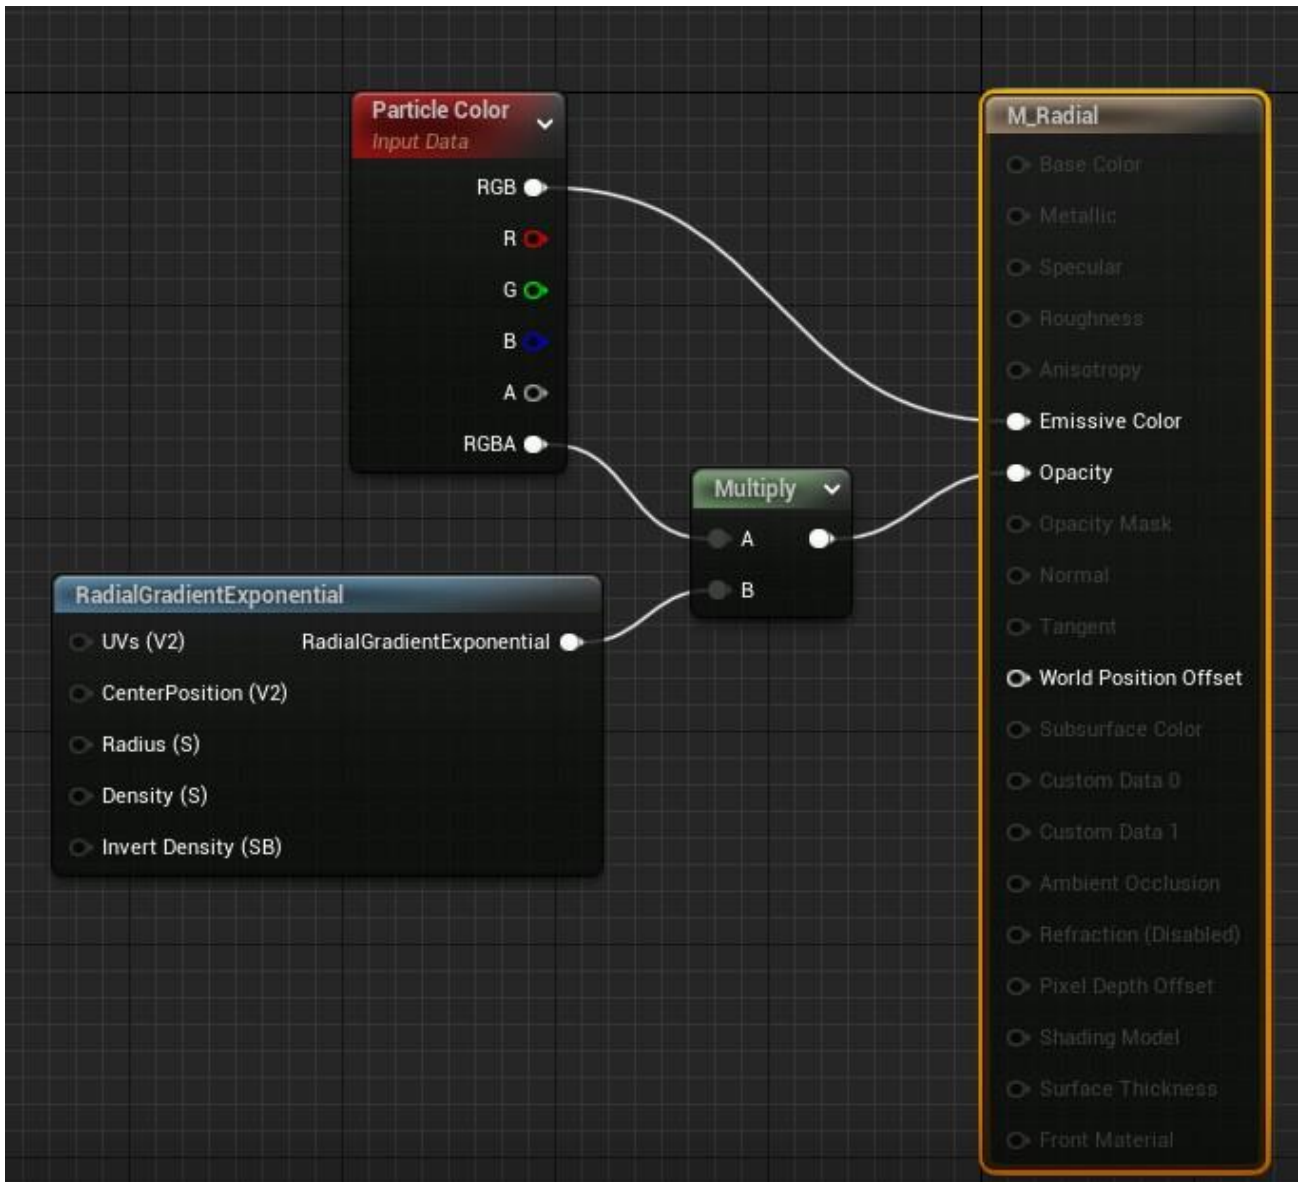 Particle Color
Input Data
RGB
R
G
B
A
RGBA
RadialGradientExponential
UVs (V2)
RadialGradientExponential
CenterPosition (V2)
Radius (S)
Density (S)
Invert Density (SB)
Multiply
A
B
M_Radial
Base Color
Metallic
Specular
Roughness
Anisotropy
Emissive Color
Opacity
Opacity Mask
Normal
Tangent
World Position Offset
Subsurface Color
Custom Data 0
Custom Data 1
Ambient Occlusion
Refraction (Disabled)
Pixel Depth Offset
Shading Model
Surface Thickness
Front Material